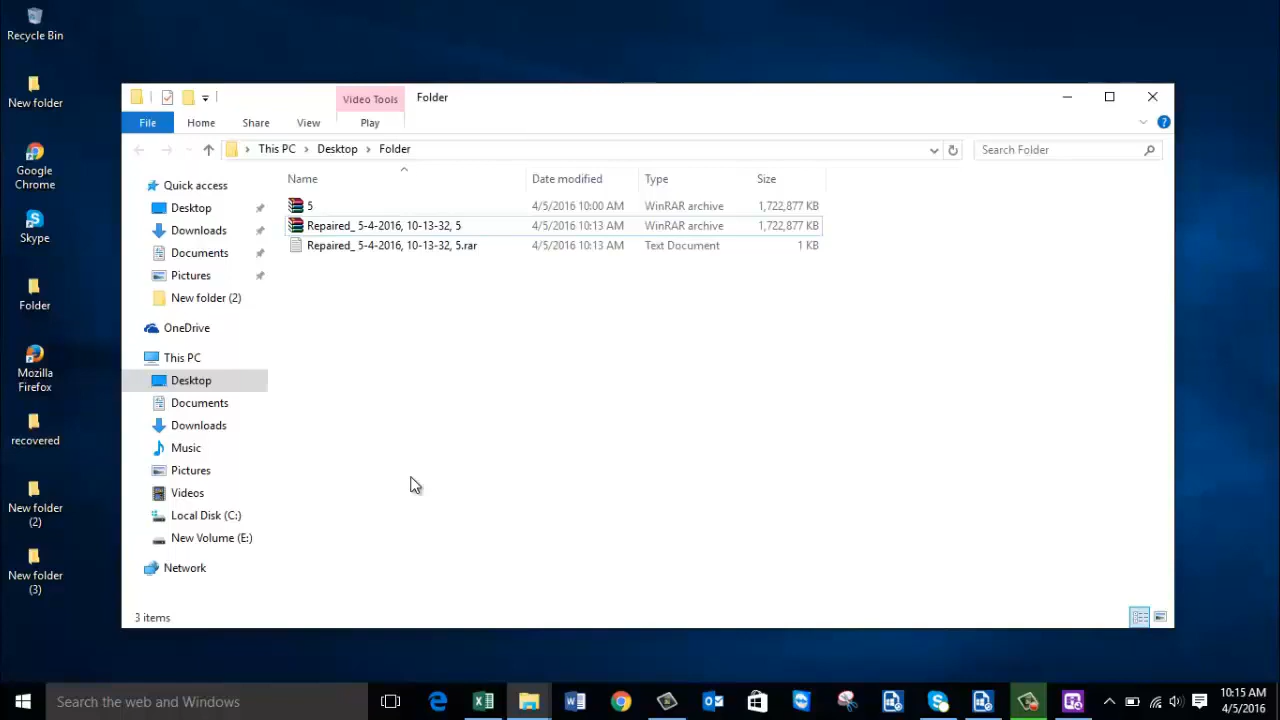 Recycle Bin
New folder
Google
Chrome
Skype
Folder
Mozilla
Firefox
recovered
New folder
(2)
New folder
(3)
Video Tools
Folder
File
Home
Share
View
Play
This PC
Desktop
Folder
Search Folder
Name
Date modified
Type
Size
5
4/5/2016 10:00 AM
WinRAR archive
1,722,877 KB
Repaired_ 5-4-2016, 10-13-32, 5
4/5/2016 10:13 AM
WinRAR archive
1,722,877 KB
Repaired_ 5-4-2016, 10-13-32, 5.rar
4/5/2016 10:13 AM
Text Document
1 KB
Quick access
Desktop
Downloads
Documents
Pictures
New folder (2)
OneDrive
This PC
Desktop
Documents
Downloads
Music
Pictures
Videos
Local Disk (C:)
New Volume (E:)
Network
3 items
Search the web and Windows
10:15 AM
4/5/2016